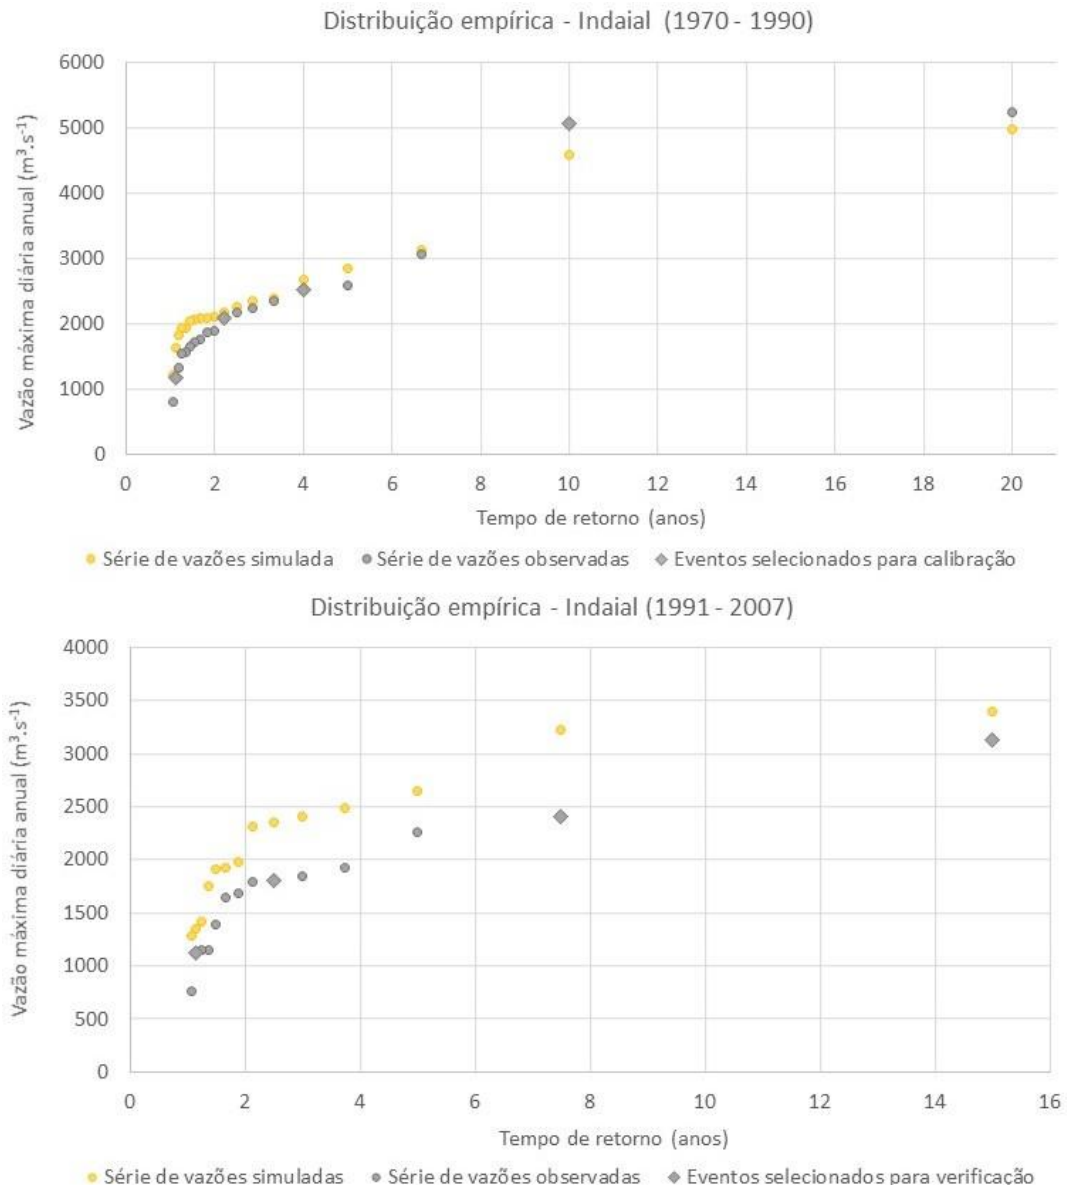 Distribuição empírica - Indaial (1970 - 1990)
Vazão máxima diária anual (m³.s⁻¹)
6000
5000
4000
3000
2000
1000
0
0 2 4 6 8 10 12 14 16 18 20
Tempo de retorno (anos)
Série de vazões simulada Série de vazões observadas Eventos selecionados para calibração
Distribuição empírica - Indaial (1991 - 2007)
Vazão máxima diária anual (m³.s⁻¹)
4000
3500
3000
2500
2000
1500
1000
500
0
0 2 4 6 8 10 12 14 16
Tempo de retorno (anos)
Série de vazões simuladas Série de vazões observadas Eventos selecionados para verificação